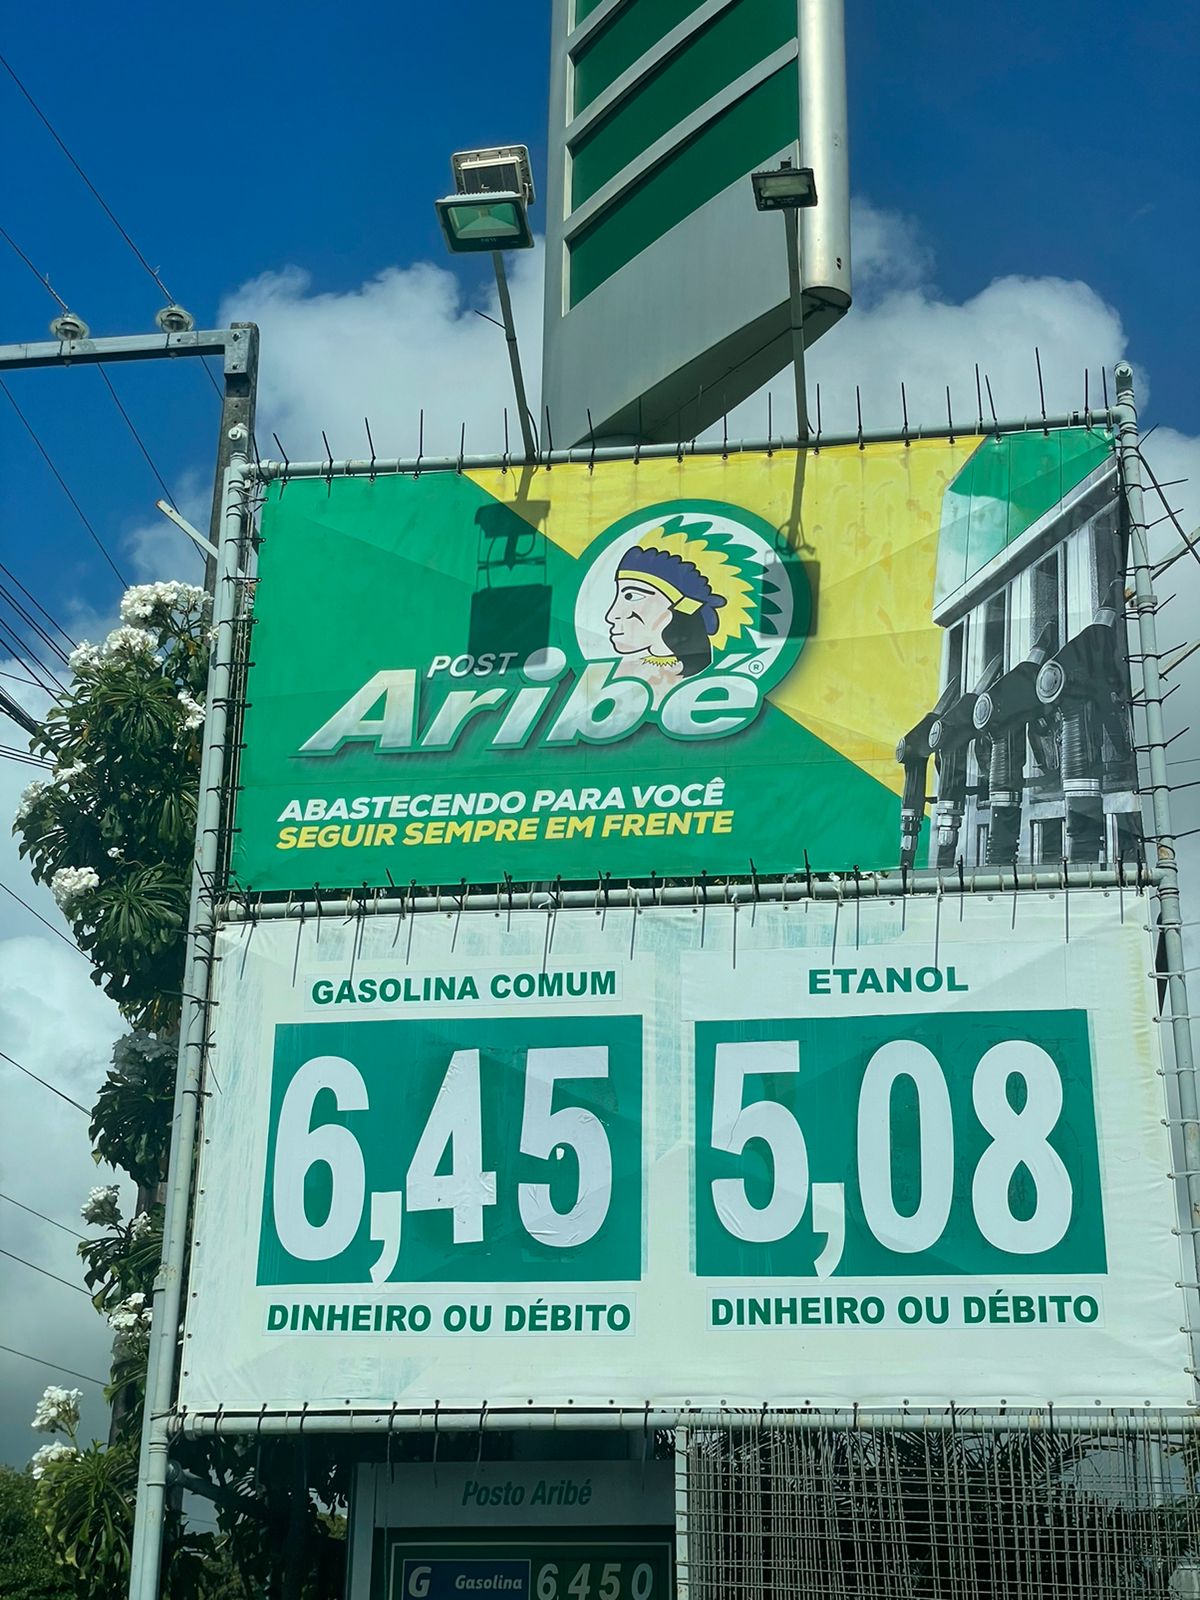 POSTO
Aribé
ABASTECENDO PARA VOCÊ
SEGUIR SEMPRE EM FRENTE
GASOLINA COMUM
ETANOL
6,45
5,08
DINHEIRO OU DÉBITO
DINHEIRO OU DÉBITO
Posto Aribé
G Gasolina 6450